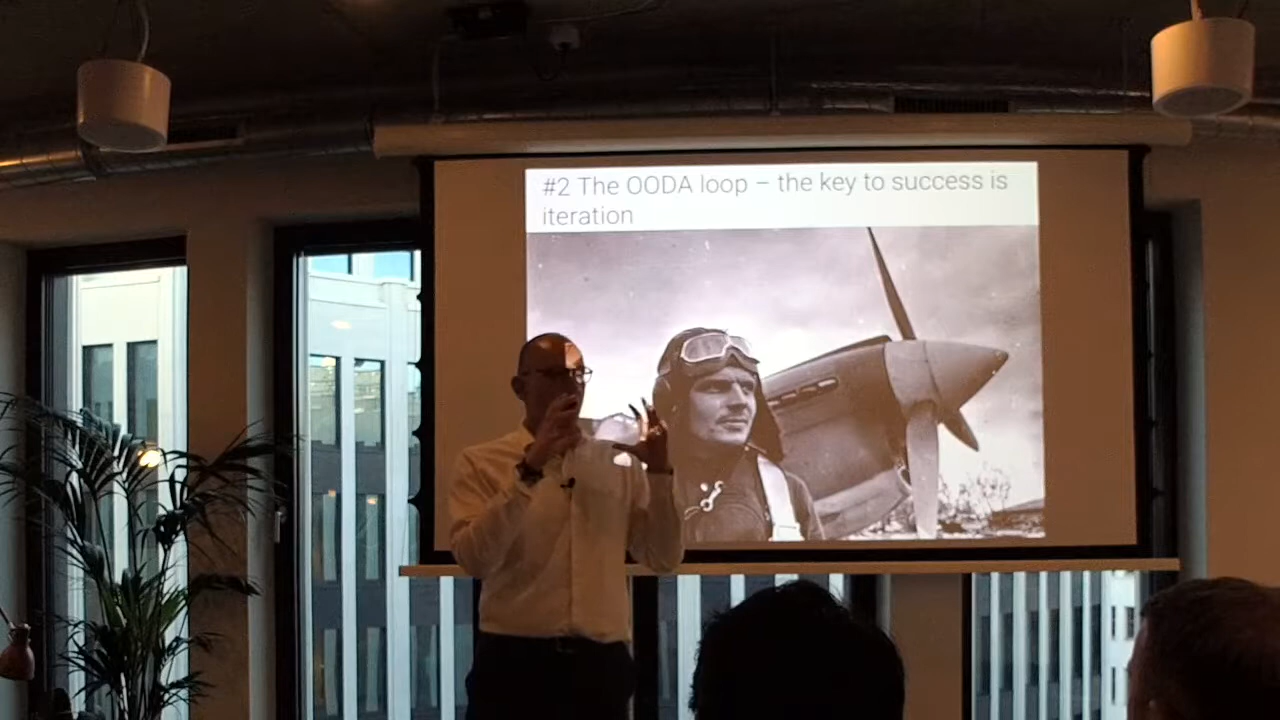 #2 The OODA loop – the key to success is
iteration